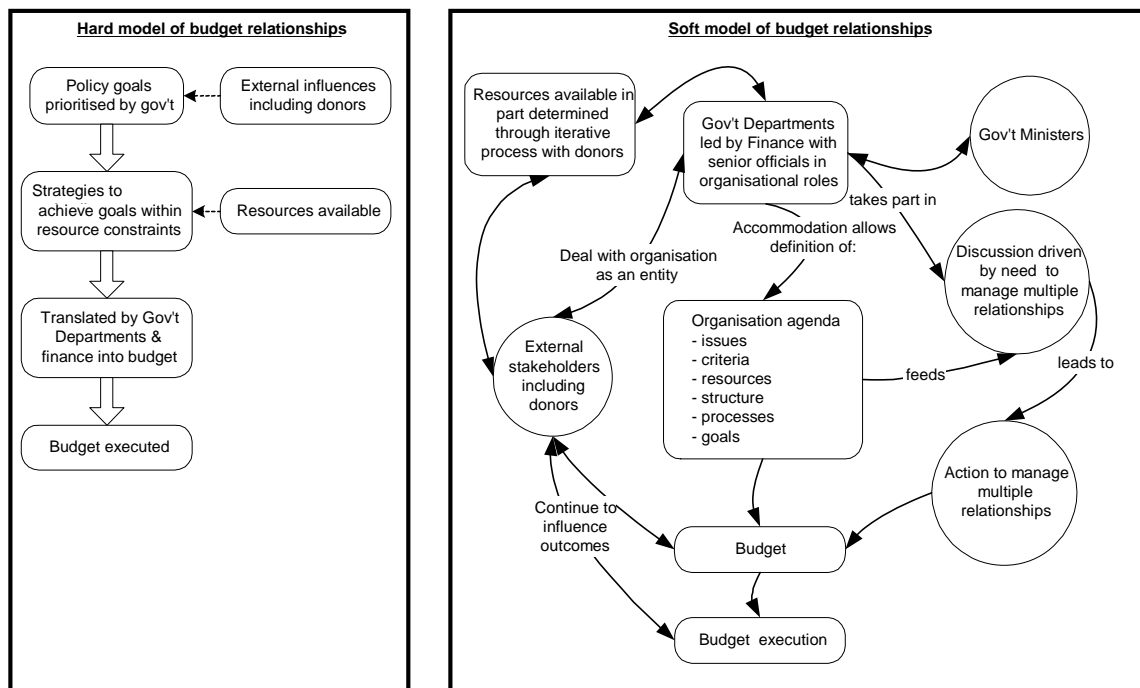 Hard model of budget relationships
Policy goals
prioritised by gov't
External influences
including donors
Strategies to
achieve goals within
resource constraints
Resources available
Translated by Gov't
Departments &
finance into budget
Budget executed
Soft model of budget relationships
Resources available in
part determined
through iterative
process with donors
Gov't Departments
led by Finance with
senior officials in
organisational roles
Gov't Ministers
takes part in
Accommodation allows
definition of:
Deal with organisation
as an entity
Discussion driven
by need to
manage multiple
relationships
Organisation agenda
- issues
- criteria
- resources
- structure
- processes
- goals
External
stakeholders
including
donors
feeds
leads to
Action to manage
multiple
relationships
Continue to
influence
outcomes
Budget
Budget execution